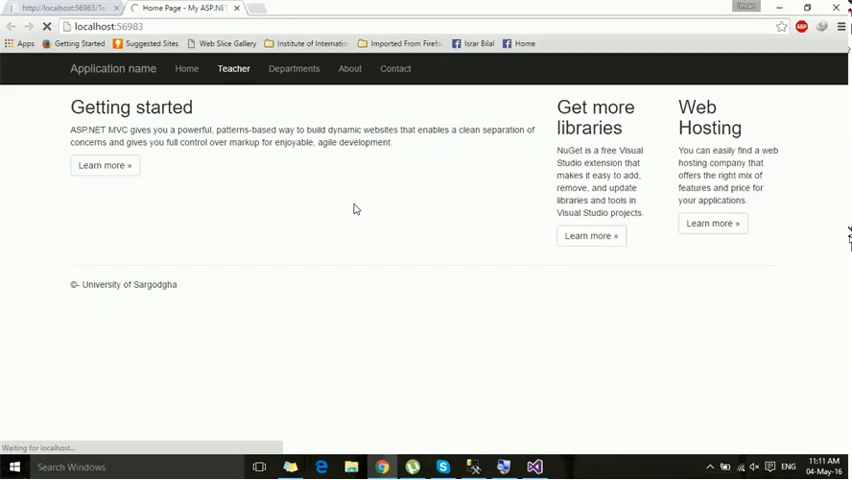 http://localhost:56983/Te
Home Page - My ASP.NE
localhost:56983
Apps
Getting Started
Suggested Sites
Web Slice Gallery
Institute of Internatio
Imported From Firefo
Israr Bilal
Home
Application name
Home
Teacher
Departments
About
Contact
Getting started
ASP.NET MVC gives you a powerful, patterns-based way to build dynamic websites that enables a clean separation of
concerns and gives you full control over markup for enjoyable, agile development.
Learn more »
Get more
libraries
NuGet is a free Visual
Studio extension that
makes it easy to add,
remove, and update
libraries and tools in
Visual Studio projects.
Learn more »
Web
Hosting
You can easily find a web
hosting company that
offers the right mix of
features and price for
your applications.
Learn more »
©- University of Sargodgha
Waiting for localhost...
Search Windows
ENG
11:11 AM
04-May-16
ABP